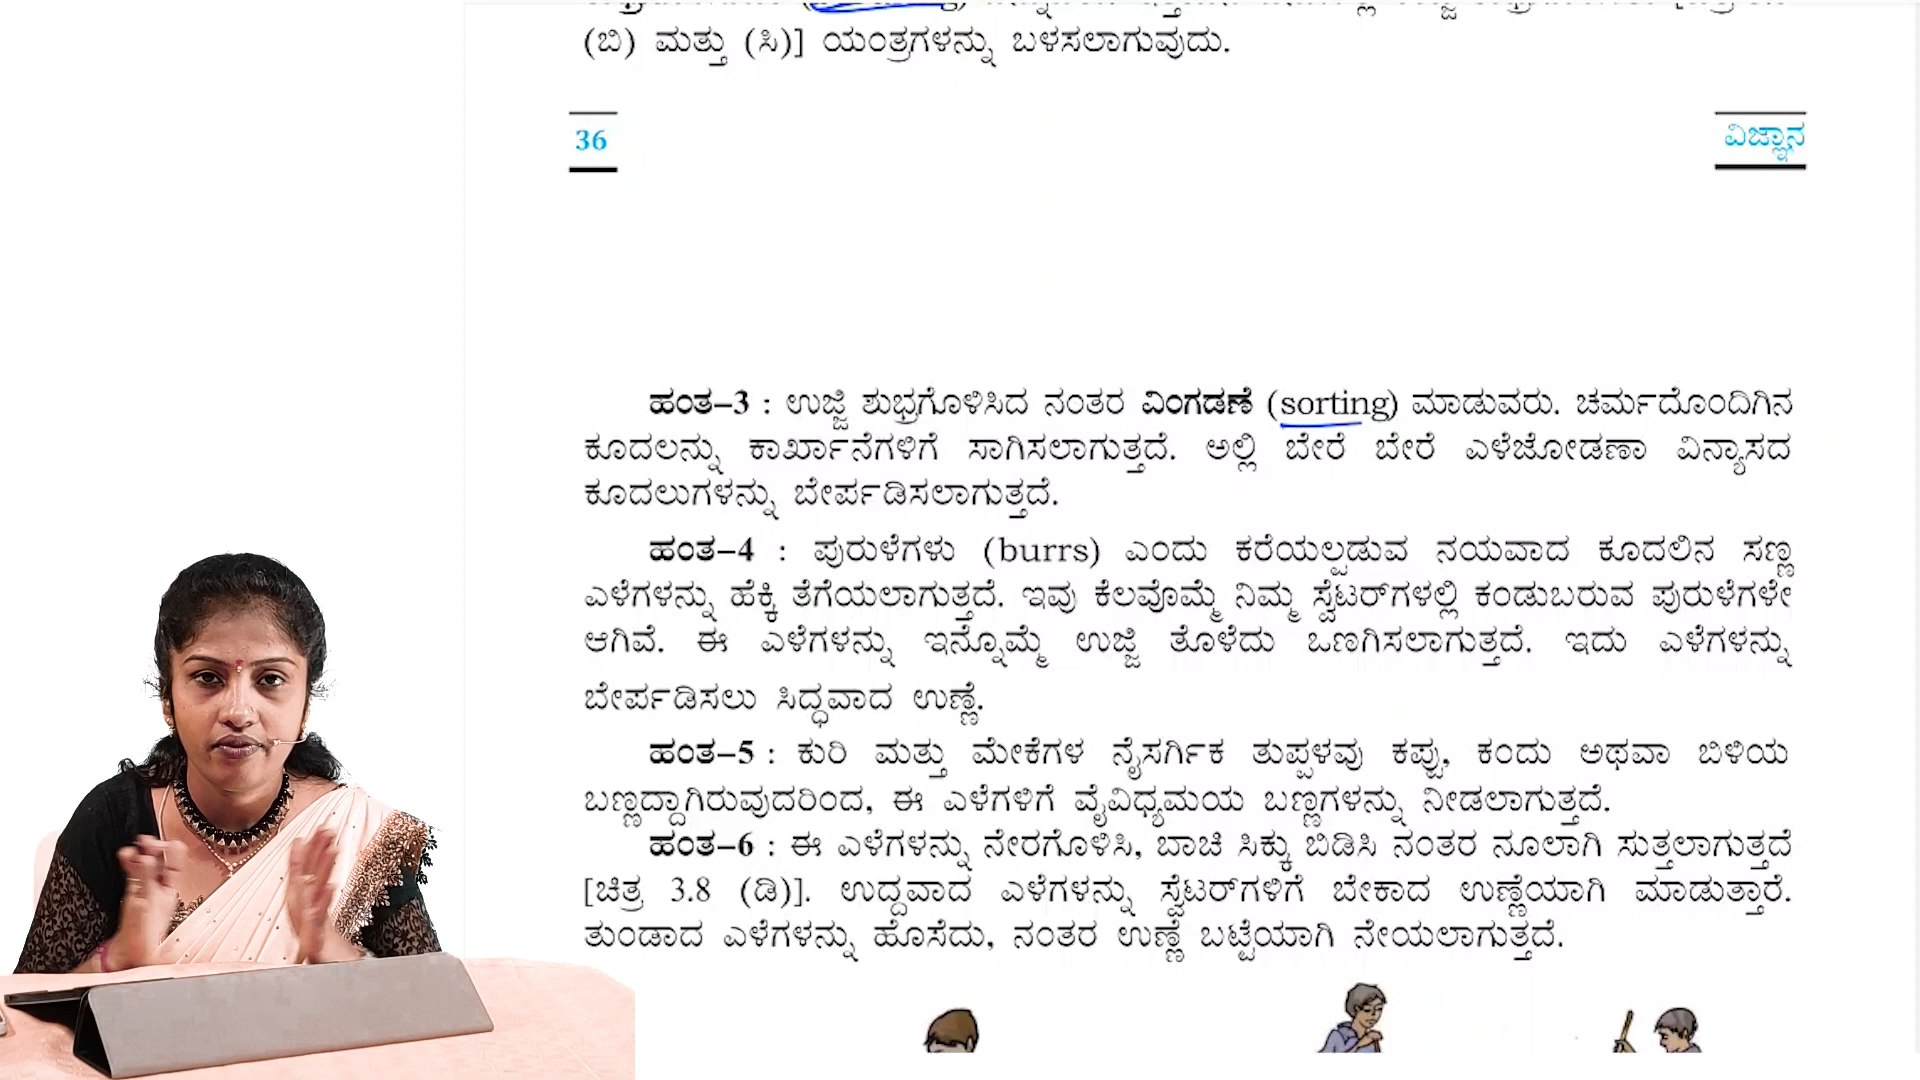 (ಬಿ) ಮತ್ತು (ಸಿ)] ಯಂತ್ರಗಳನ್ನು ಬಳಸಲಾಗುವುದು.
36
ವಿಜ್ಞಾನ
ಹಂತ–3 : ಉಜ್ಜಿ ಶುಭ್ರಗೊಳಿಸಿದ ನಂತರ ವಿಂಗಡಣೆ (sorting) ಮಾಡುವರು. ಚರ್ಮದೊಂದಿಗಿನ
ಕೂದಲನ್ನು ಕಾರ್ಖಾನೆಗಳಿಗೆ ಸಾಗಿಸಲಾಗುತ್ತದೆ. ಅಲ್ಲಿ ಬೇರೆ ಬೇರೆ ಎಳೆಜೋಡಣಾ ವಿನ್ಯಾಸದ
ಕೂದಲುಗಳನ್ನು ಬೇರ್ಪಡಿಸಲಾಗುತ್ತದೆ.
ಹಂತ–4 : ಪುರುಳೆಗಳು (burrs) ಎಂದು ಕರೆಯಲ್ಪಡುವ ನಯವಾದ ಕೂದಲಿನ ಸಣ್ಣ
ಎಳೆಗಳನ್ನು ಹೆಕ್ಕಿ ತೆಗೆಯಲಾಗುತ್ತದೆ. ಇವು ಕೆಲವೊಮ್ಮೆ ನಿಮ್ಮ ಸ್ವೆಟರ್‌ಗಳಲ್ಲಿ ಕಂಡುಬರುವ ಪುರುಳೆಗಳೇ
ಆಗಿವೆ. ಈ ಎಳೆಗಳನ್ನು ಇನ್ನೊಮ್ಮೆ ಉಜ್ಜಿ ತೊಳೆದು ಒಣಗಿಸಲಾಗುತ್ತದೆ. ಇದು ಎಳೆಗಳನ್ನು
ಬೇರ್ಪಡಿಸಲು ಸಿದ್ಧವಾದ ಉಣ್ಣೆ.
ಹಂತ–5 : ಕುರಿ ಮತ್ತು ಮೇಕೆಗಳ ನೈಸರ್ಗಿಕ ತುಪ್ಪಳವು ಕಪ್ಪು, ಕಂದು ಅಥವಾ ಬಿಳಿಯ
ಬಣ್ಣದ್ದಾಗಿರುವುದರಿಂದ, ಈ ಎಳೆಗಳಿಗೆ ವೈವಿಧ್ಯಮಯ ಬಣ್ಣಗಳನ್ನು ನೀಡಲಾಗುತ್ತದೆ.
ಹಂತ–6 : ಈ ಎಳೆಗಳನ್ನು ನೇರಗೊಳಿಸಿ, ಬಾಚಿ ಸಿಕ್ಕು ಬಿಡಿಸಿ ನಂತರ ನೂಲಾಗಿ ಸುತ್ತಲಾಗುತ್ತದೆ
[ಚಿತ್ರ 3.8 (ಡಿ)]. ಉದ್ದವಾದ ಎಳೆಗಳನ್ನು ಸ್ವೆಟರ್‌ಗಳಿಗೆ ಬೇಕಾದ ಉಣ್ಣೆಯಾಗಿ ಮಾಡುತ್ತಾರೆ.
ತುಂಡಾದ ಎಳೆಗಳನ್ನು ಹೊಸೆದು, ನಂತರ ಉಣ್ಣೆ ಬಟ್ಟೆಯಾಗಿ ನೇಯಲಾಗುತ್ತದೆ.